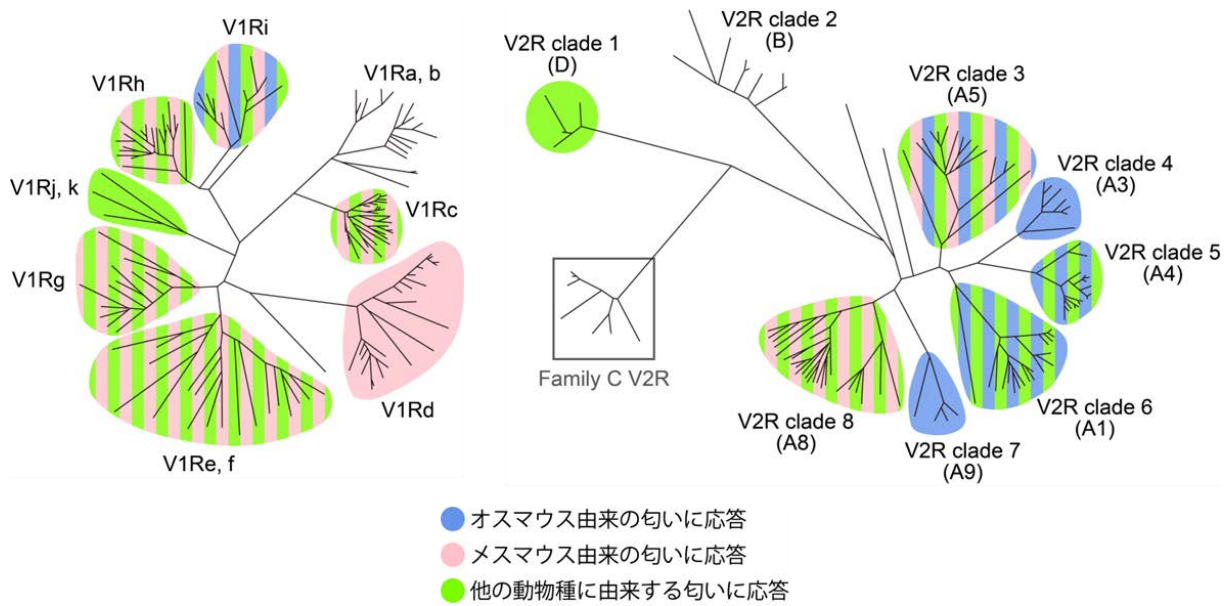 V1Ri
V1Rh
V1Ra, b
V1Rj, k
V1Rc
V1Rg
V1Rd
V1Re, f
V2R clade 1
(D)
V2R clade 2
(B)
V2R clade 3
(A5)
V2R clade 4
(A3)
V2R clade 5
(A4)
Family C V2R
V2R clade 6
(A1)
V2R clade 8
(A8)
V2R clade 7
(A9)
オスマウス由来の匂いに応答
メスマウス由来の匂いに応答
他の動物種に由来する匂いに応答